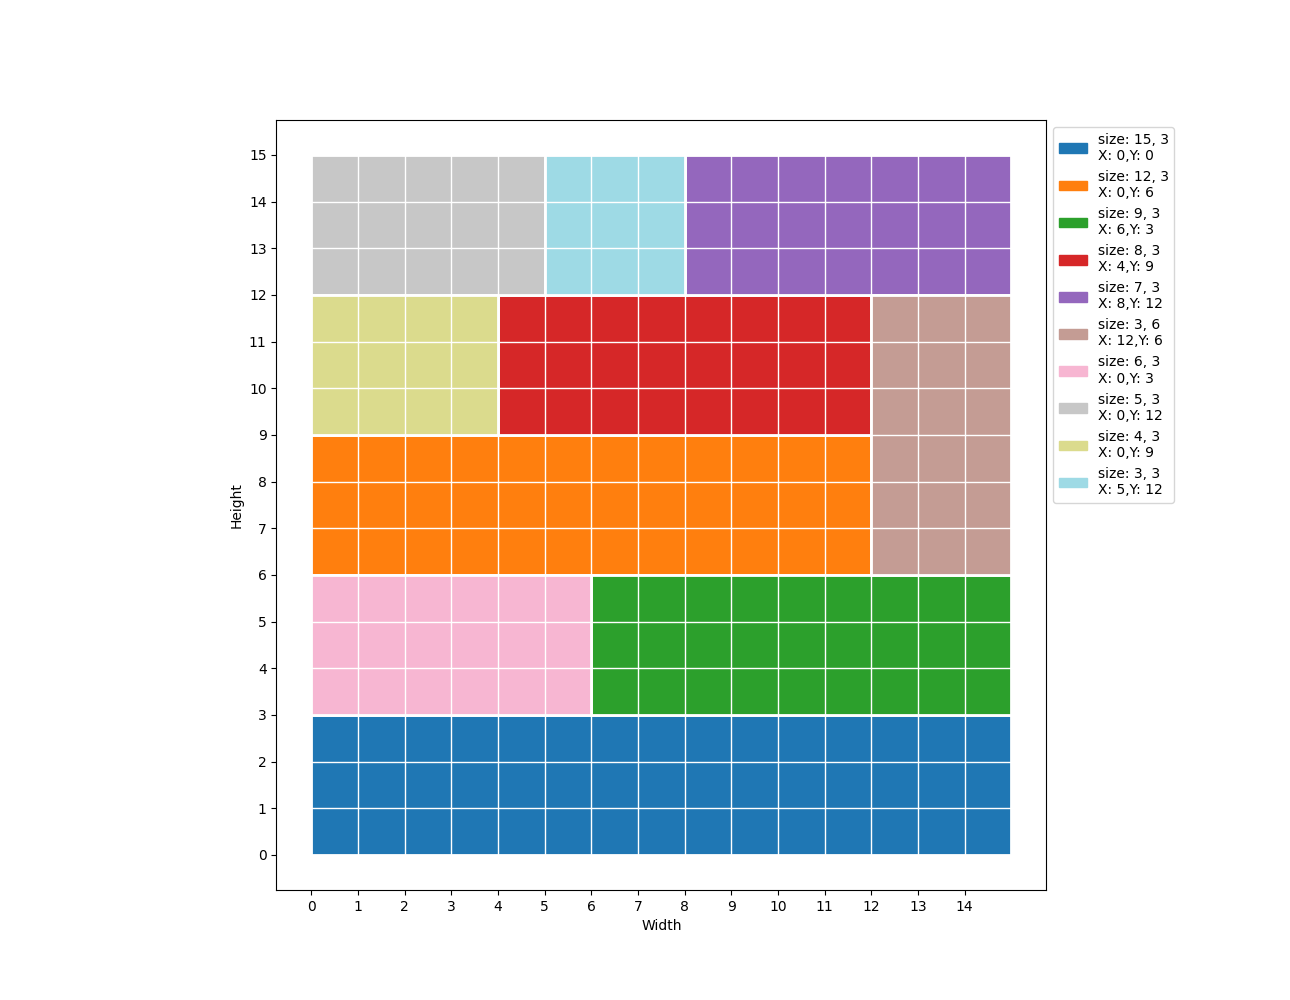 15
14
13
12
11
10
9
8
7
6
5
4
3
2
1
0
Height
0 1 2 3 4 5 6 7 8 9 10 11 12 13 14
Width
size: 15, 3
X: 0,Y: 0
size: 12, 3
X: 0,Y: 6
size: 9, 3
X: 6,Y: 3
size: 8, 3
X: 4,Y: 9
size: 7, 3
X: 8,Y: 12
size: 3, 6
X: 12,Y: 6
size: 6, 3
X: 0,Y: 3
size: 5, 3
X: 0,Y: 12
size: 4, 3
X: 0,Y: 9
size: 3, 3
X: 5,Y: 12